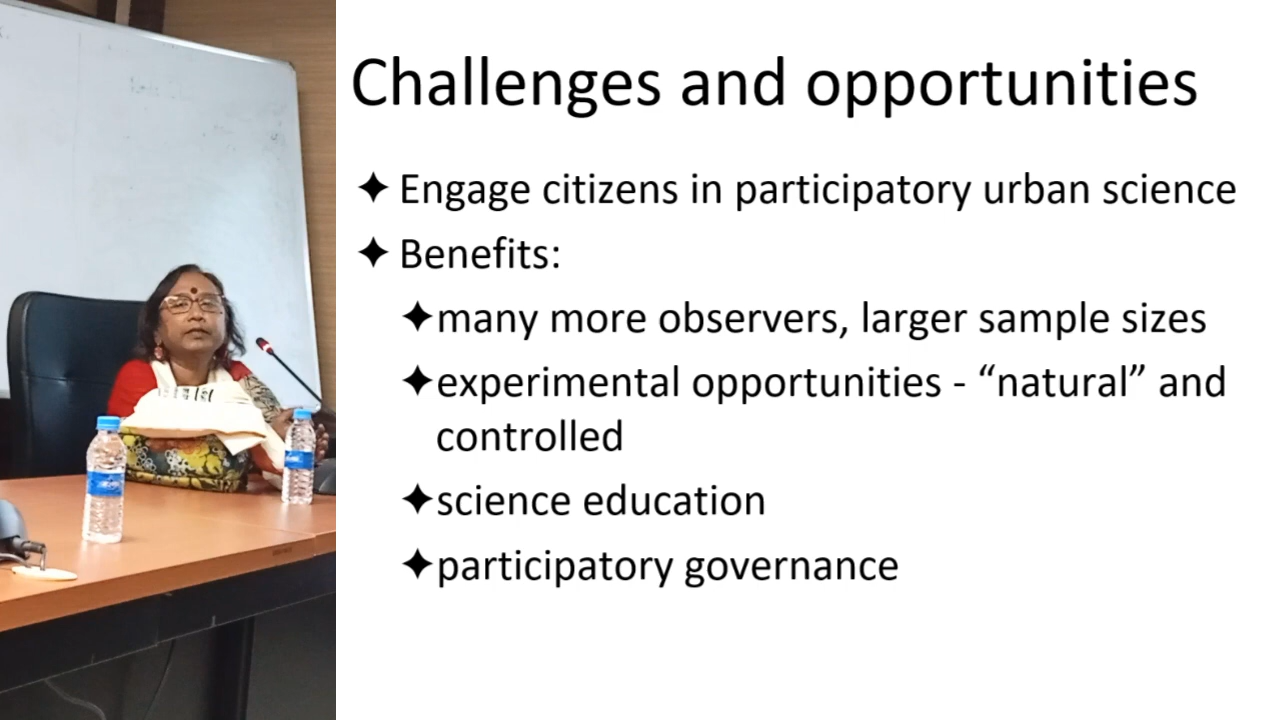 Challenges and opportunities
✦ Engage citizens in participatory urban science
✦ Benefits:
✦many more observers, larger sample sizes
✦experimental opportunities - “natural” and
controlled
✦science education
✦participatory governance